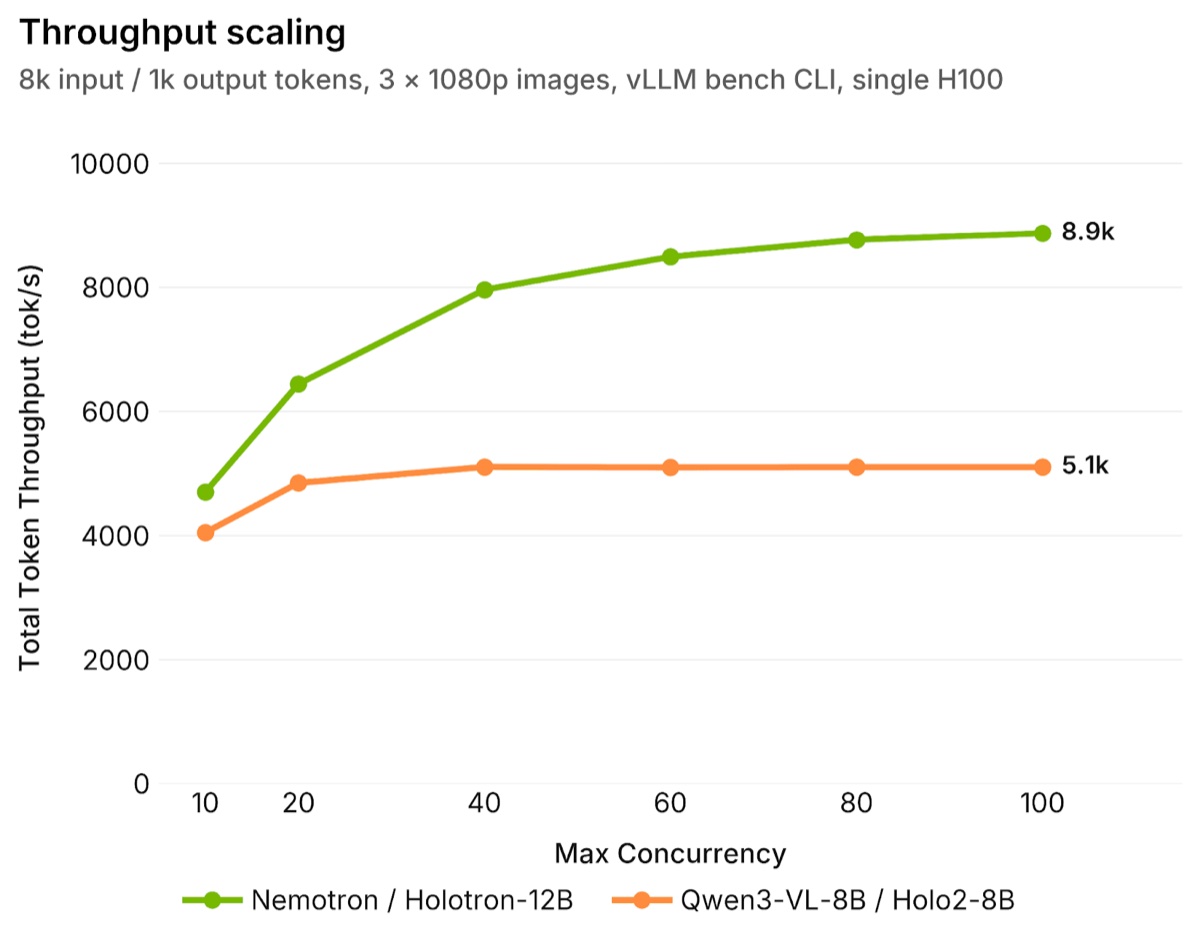 Throughput scaling
8k input / 1k output tokens, 3 × 1080p images, vLLM bench CLI, single H100
Total Token Throughput (tok/s)
10000
8000
6000
4000
2000
0
8.9k
5.1k
10 20 40 60 80 100
Max Concurrency
Nemotron / Holotron-12B Qwen3-VL-8B / Holo2-8B